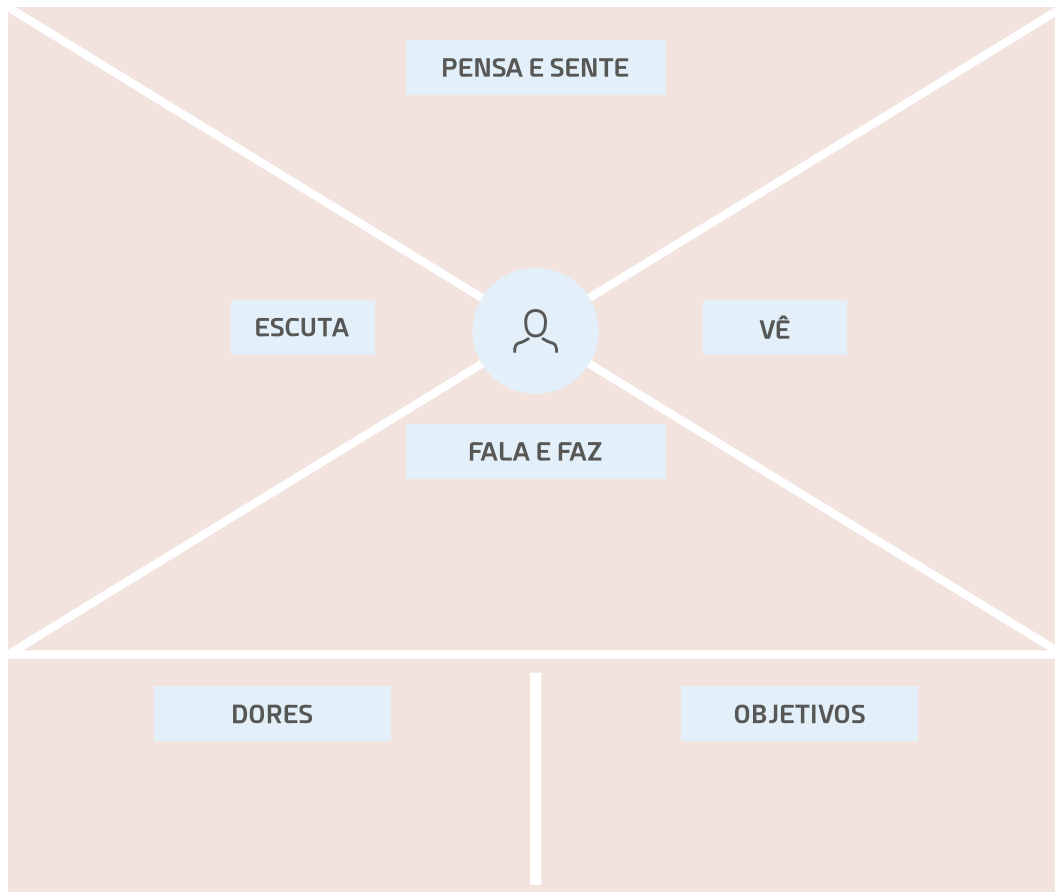 PENSA E SENTE
ESCUTA
VÊ
FALA E FAZ
DORES
OBJETIVOS